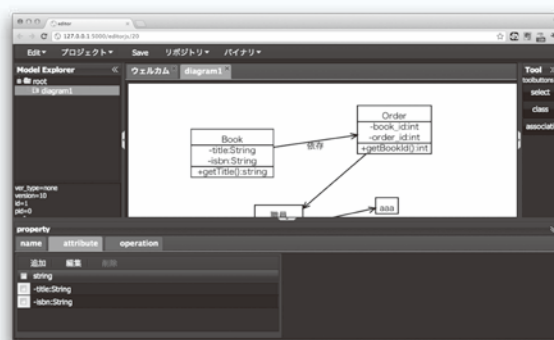 editor
127.0.0.1:5000/editorjs/20
Edit▾ プロジェクト▾ Save リポジトリ▾ バイナリ▾
Model Explorer
root
diagram1
ウェルカム
diagram1
Tool
toolbuttons
select
class
associati
Book
-title:String
-isbn:String
+getTitle():string
依存
Order
-book_id:int
-order_id:int
+getBookId():int
aaa
ver_type=none
version=10
id=1
pid=0
property
name attribute operation
追加 編集 削除
string
-title:String
-isbn:String